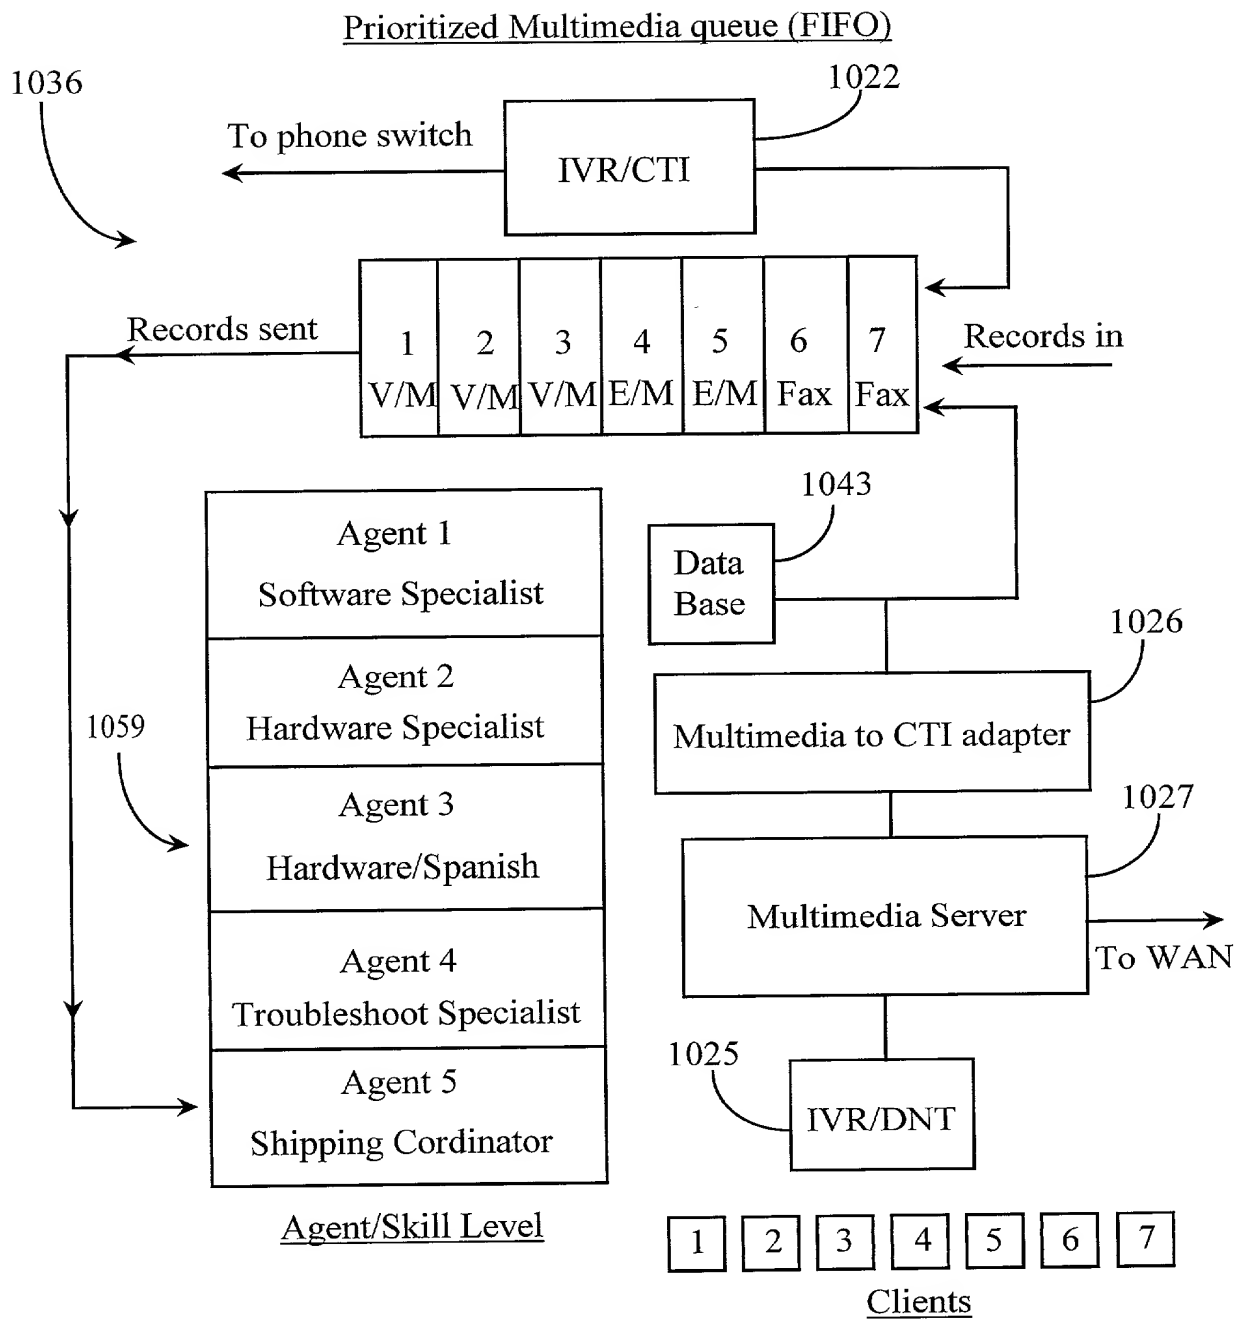 Prioritized Multimedia queue (FIFO)
1036
1022
To phone switch
IVR/CTI
Records sent
1 2 3 4 5 6 7
V/M V/M V/M E/M E/M Fax Fax
Records in
1043
Agent 1
Software Specialist
Data
Base
1026
Agent 2
Hardware Specialist
1059
Multimedia to CTI adapter
Agent 3
Hardware/Spanish
1027
Multimedia Server
To WAN
Agent 4
Troubleshoot Specialist
1025
Agent 5
Shipping Cordinator
IVR/DNT
Agent/Skill Level
1 2 3 4 5 6 7
Clients